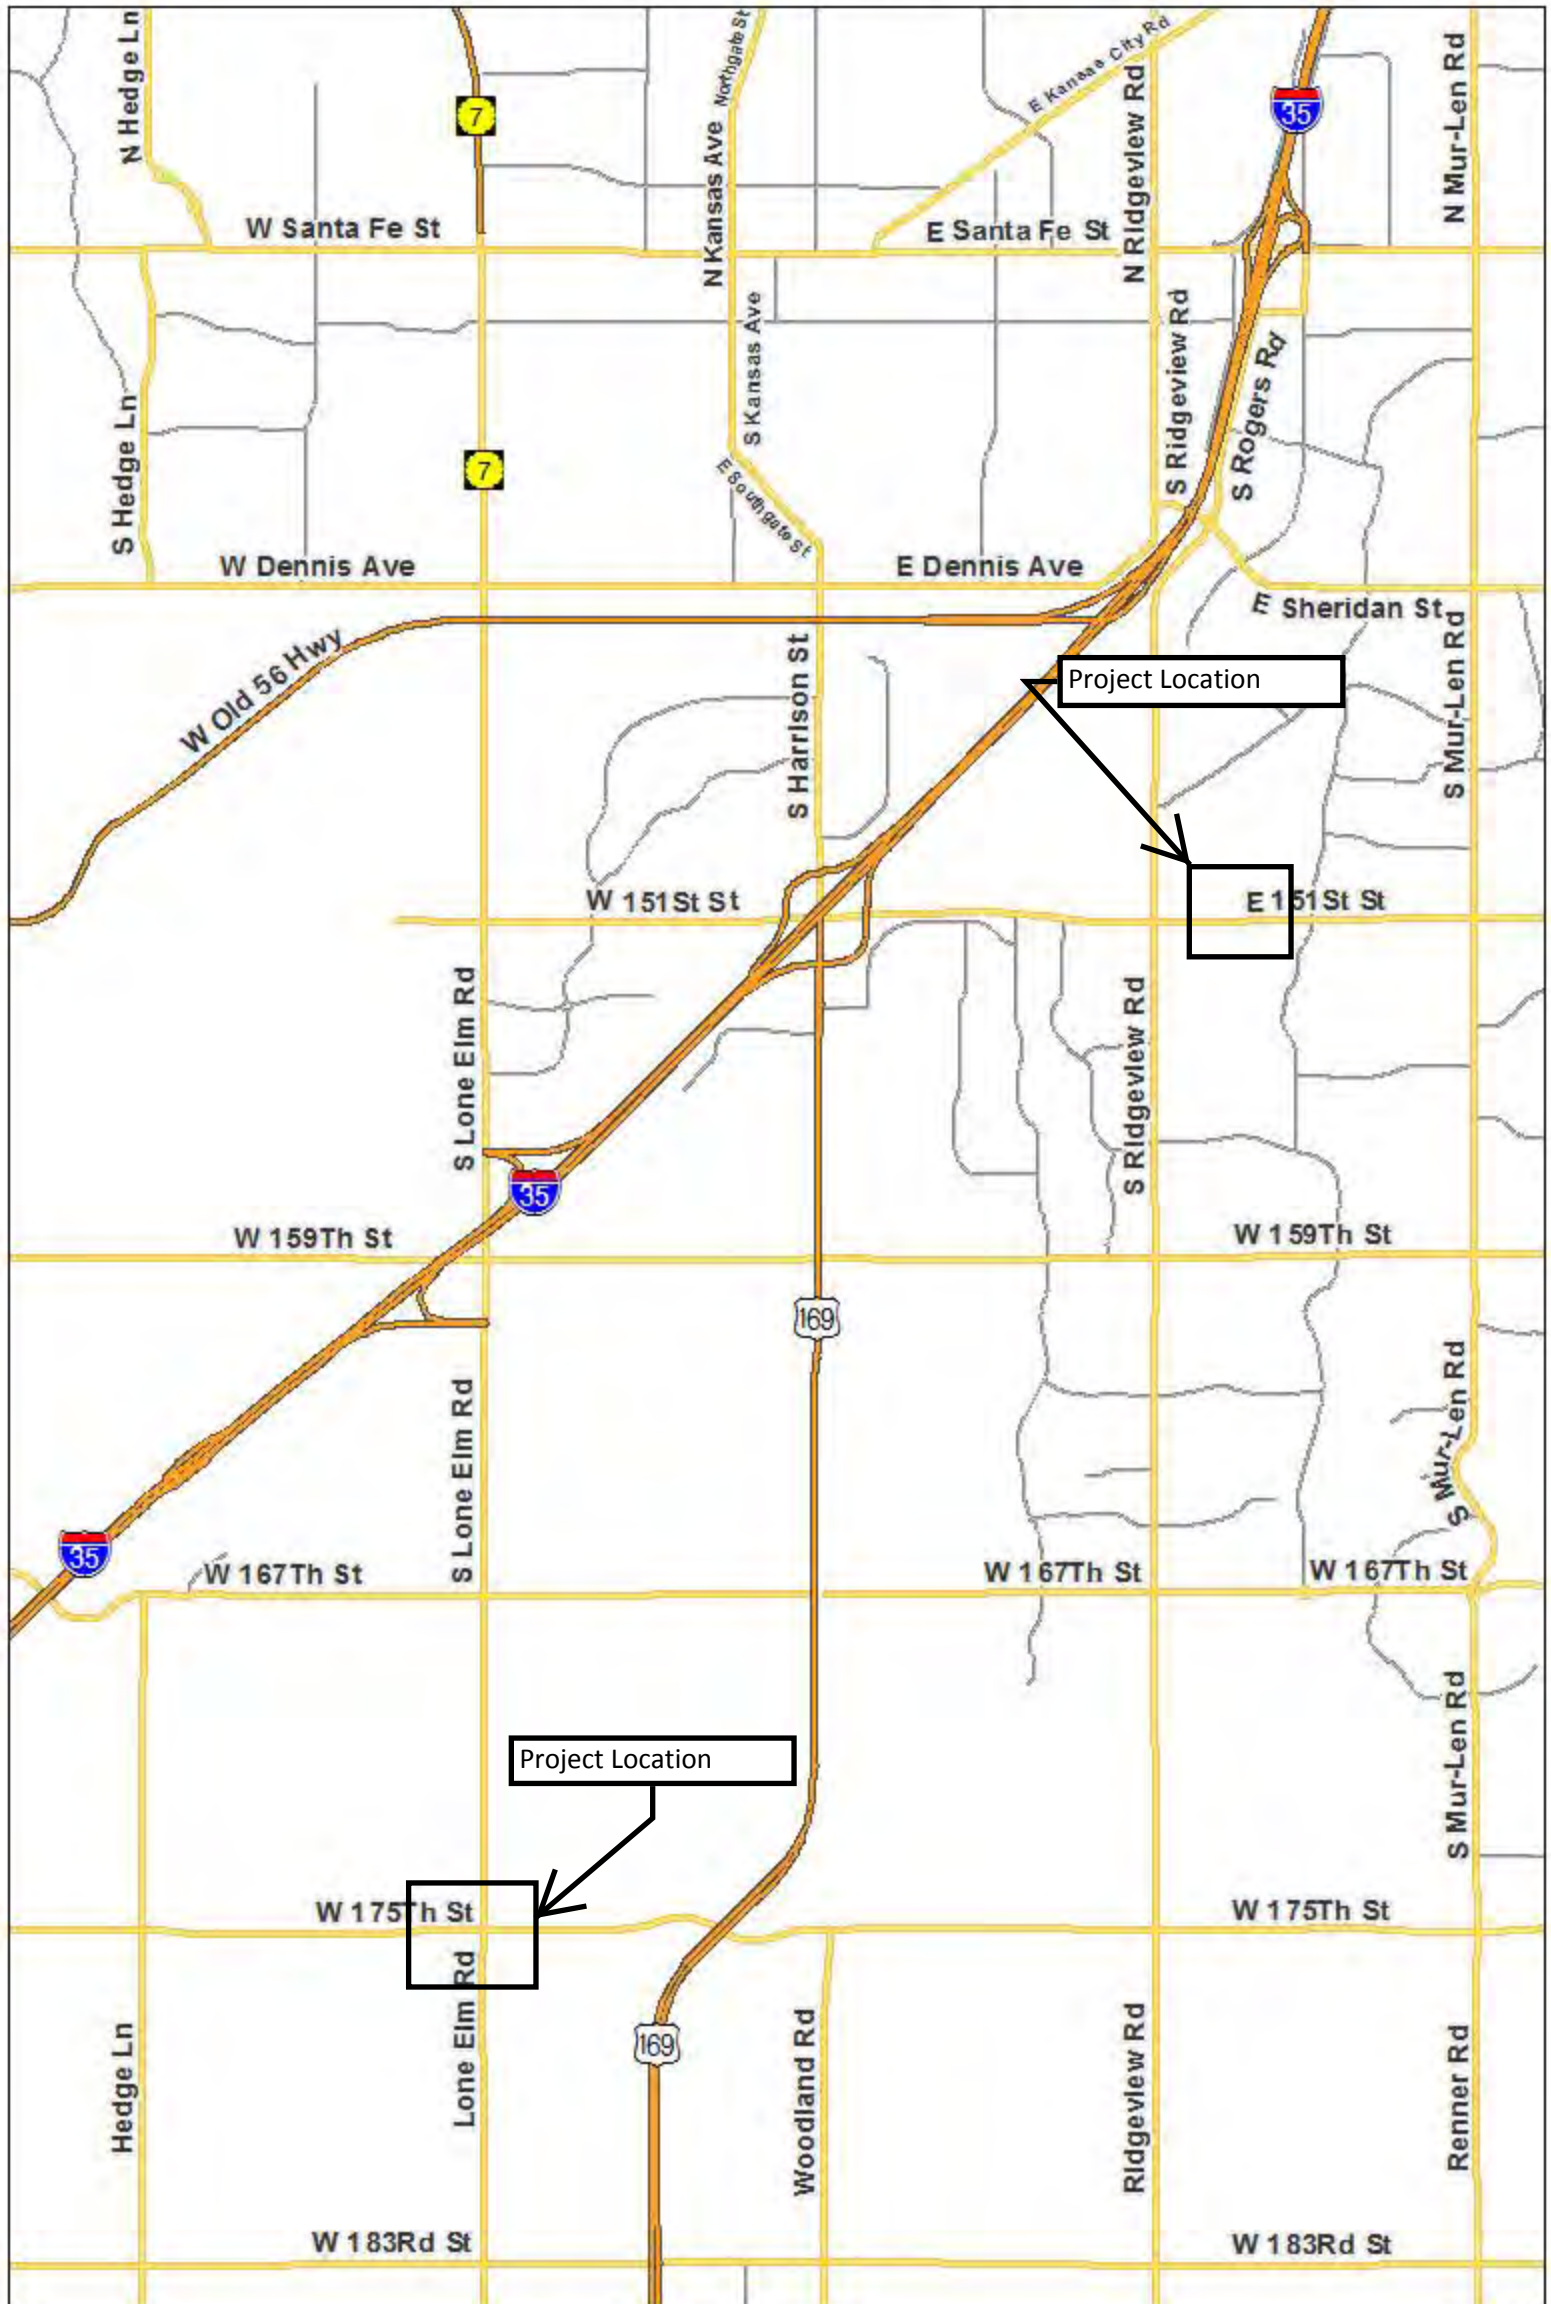 N Hedge Ln
7
N Kansas Ave
Northgate St
E Kansas City Rd
N Ridgeview Rd
35
N Mur-Len Rd
W Santa Fe St
E Santa Fe St
S Hedge Ln
7
S Kansas Ave
E Southgate St
S Ridgeview Rd
S Rogers Rd
W Dennis Ave
E Dennis Ave
E Sheridan St
W Old 56 Hwy
S Harrison St
Project Location
S Mur-Len Rd
W 151St St
E 151St St
S Lone Elm Rd
S Ridgeview Rd
35
W 159Th St
W 159Th St
169
S Lone Elm Rd
S Mur-Len Rd
35
W 167Th St
W 167Th St
W 167Th St
Project Location
S Mur-Len Rd
W 175Th St
W 175Th St
Hedge Ln
Lone Elm Rd
169
Woodland Rd
Ridgeview Rd
Renner Rd
W 183Rd St
W 183Rd St